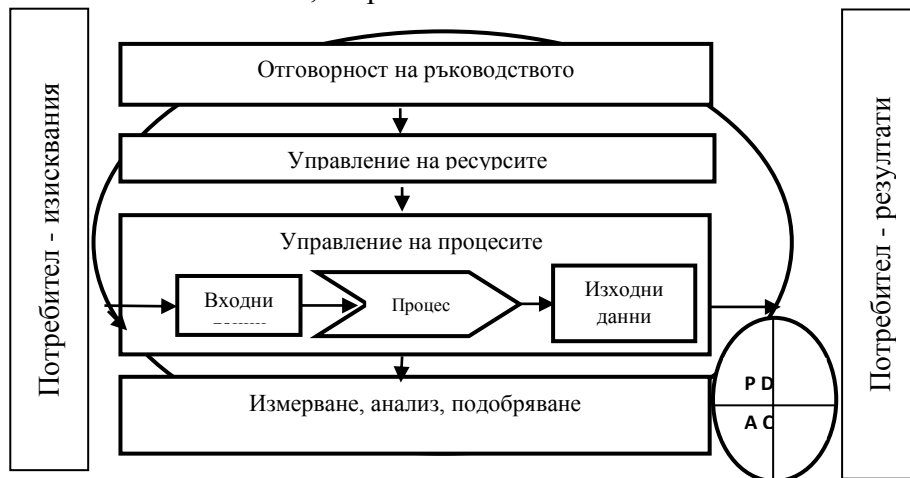 Потребител - изисквания
Отговорност на ръководството
Управление на ресурсите
Управление на процесите
Входни
Процес
Изходни
данни
Измерване, анализ, подобряване
P D
A C
Потребител - резултати